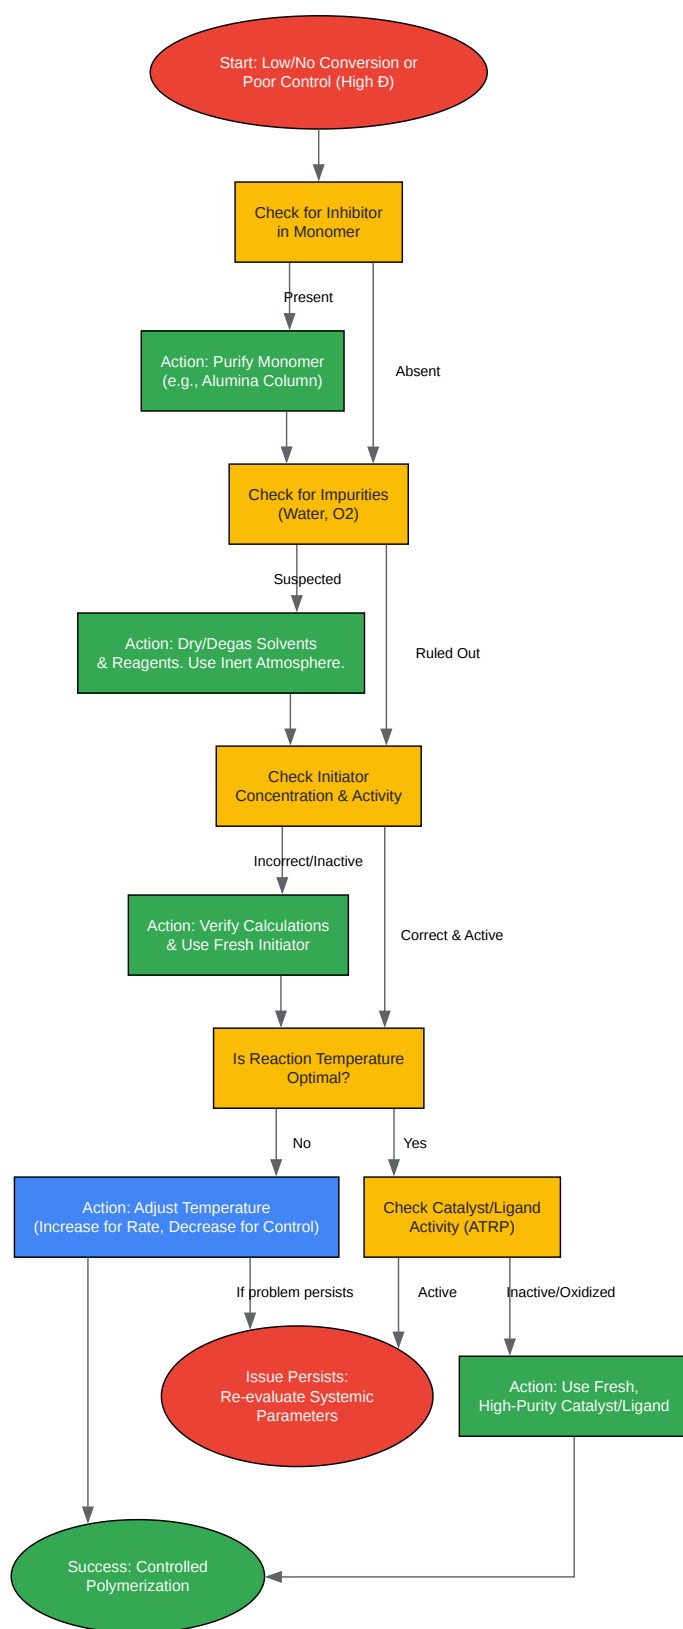 Start: Low/No Conversion or
Poor Control (High Đ)
Check for Inhibitor
in Monomer
Present
Absent
Action: Purify Monomer
(e.g., Alumina Column)
Check for Impurities
(Water, O2)
Suspected
Ruled Out
Action: Dry/Degas Solvents
& Reagents. Use Inert Atmosphere.
Check Initiator
Concentration & Activity
Incorrect/Inactive
Correct & Active
Action: Verify Calculations
& Use Fresh Initiator
Is Reaction Temperature
Optimal?
No
Yes
Action: Adjust Temperature
(Increase for Rate, Decrease for Control)
Check Catalyst/Ligand
Activity (ATRP)
If problem persists
Active
Inactive/Oxidized
Issue Persists:
Re-evaluate Systemic
Parameters
Action: Use Fresh,
High-Purity Catalyst/Ligand
Success: Controlled
Polymerization